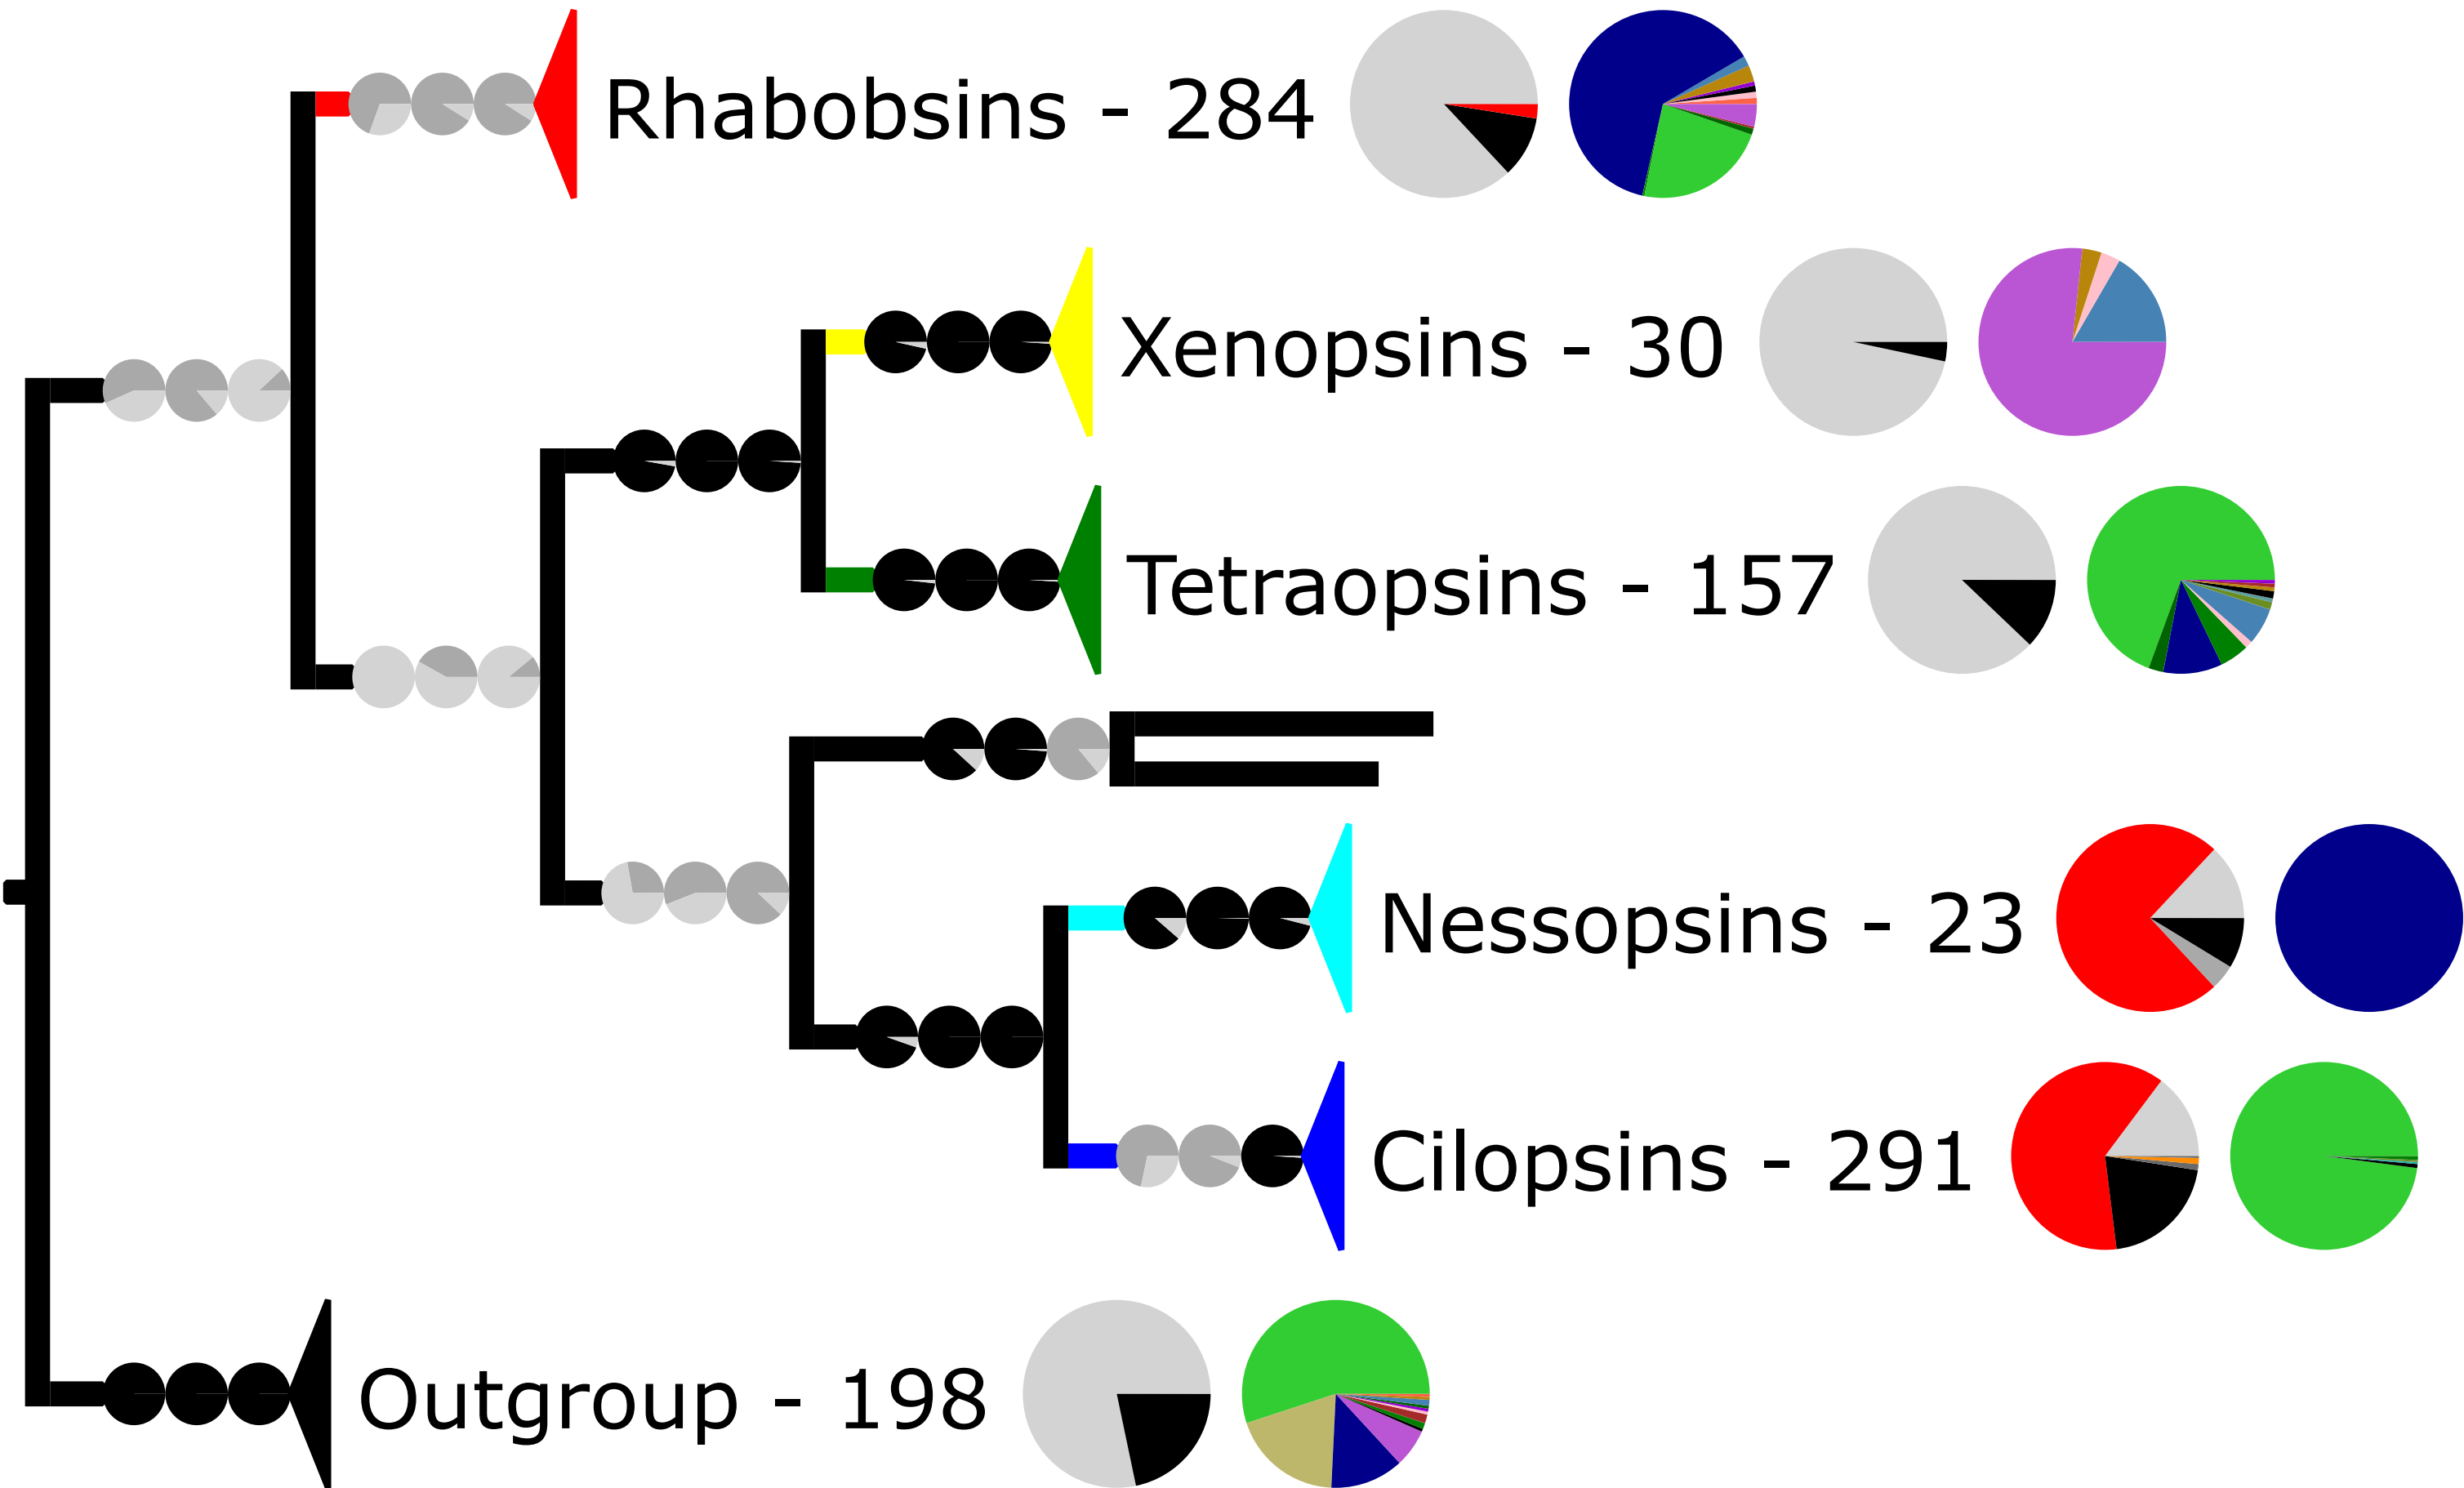 Rhabobsins - 284
Xenopsins - 30
Tetraopsins - 157
Nessopsins - 23
Cilopsins - 291
Outgroup - 198